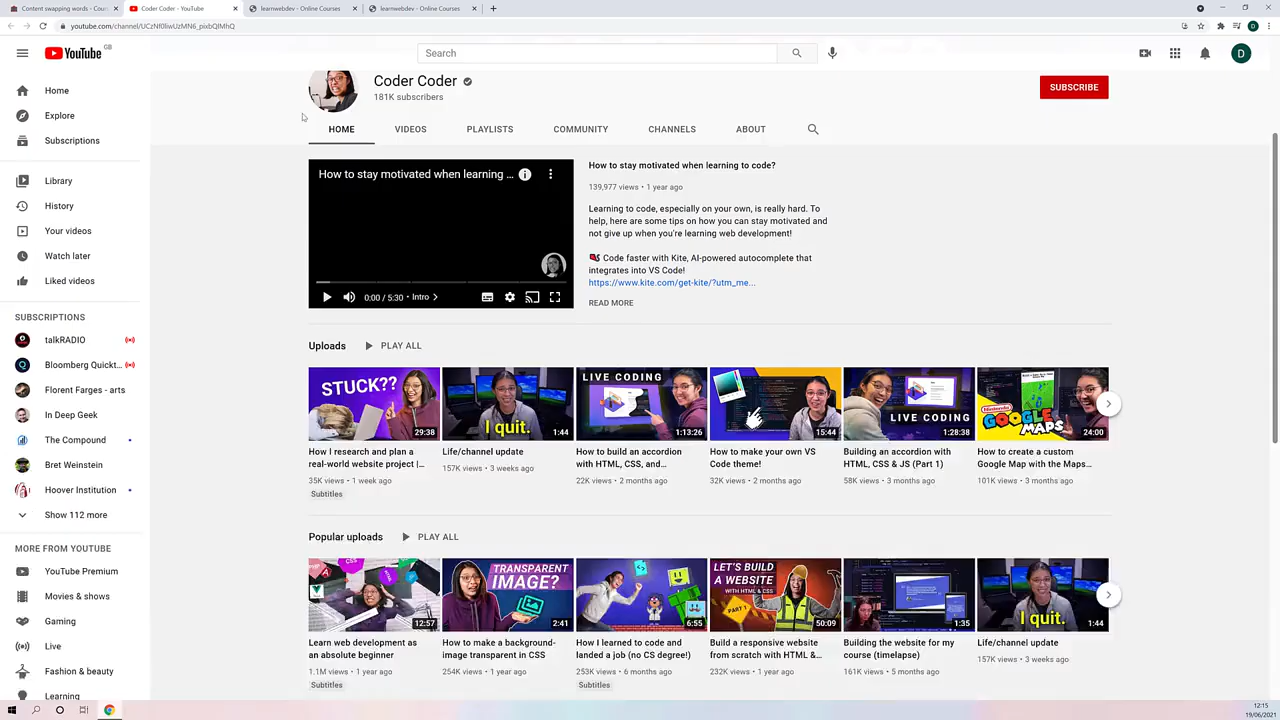 Content swapping words - Cours
Coder Coder - YouTube
learnwebdev – Online Courses
learnwebdev – Online Courses
youtube.com/channel/UCzNf0liwUzMN6_pixbQlMhQ
YouTube GB
Search
D
Home
Explore
Subscriptions
Library
History
Your videos
Watch later
Liked videos
SUBSCRIPTIONS
talkRADIO
Bloomberg Quickt...
Florent Farges - arts
In Deep Geek
The Compound
Bret Weinstein
Hoover Institution
Show 112 more
MORE FROM YOUTUBE
YouTube Premium
Movies & shows
Gaming
Live
Fashion & beauty
Learning
Coder Coder
181K subscribers
SUBSCRIBE
HOME
VIDEOS
PLAYLISTS
COMMUNITY
CHANNELS
ABOUT
How to stay motivated when learning ...
0:00 / 5:30 • Intro
How to stay motivated when learning to code?
139,977 views • 1 year ago
Learning to code, especially on your own, is really hard. To
help, here are some tips on how you can stay motivated and
not give up when you're learning web development!
Code faster with Kite, AI-powered autocomplete that
integrates into VS Code!
https://www.kite.com/get-kite/?utm_me...
READ MORE
Uploads
PLAY ALL
STUCK??
29:38
How I research and plan a
real-world website project |...
35K views • 1 week ago
Subtitles
I quit.
1:44
Life/channel update
157K views • 3 weeks ago
LIVE CODING
1:13:26
How to build an accordion
with HTML, CSS, and...
22K views • 2 months ago
15:44
How to make your own VS
Code theme!
32K views • 2 months ago
LIVE CODING
1:28:38
Building an accordion with
HTML, CSS & JS (Part 1)
58K views • 3 months ago
Nintendo
GOOGLE
MAPS
24:00
How to create a custom
Google Map with the Maps...
101K views • 3 months ago
Popular uploads
PLAY ALL
12:57
Learn web development as
an absolute beginner
1.1M views • 1 year ago
Subtitles
TRANSPARENT
IMAGE?
2:41
How to make a background-
image transparent in CSS
254K views • 1 year ago
6:55
How I learned to code and
landed a job (no CS degree!)
253K views • 6 months ago
Subtitles
LET'S BUILD
A WEBSITE
WITH HTML & CSS
PART 1
50:09
Build a responsive website
from scratch with HTML &...
232K views • 1 year ago
1:35
Building the website for my
course (timelapse)
161K views • 5 months ago
I quit.
1:44
Life/channel update
157K views • 3 weeks ago
12:15
19/06/2021